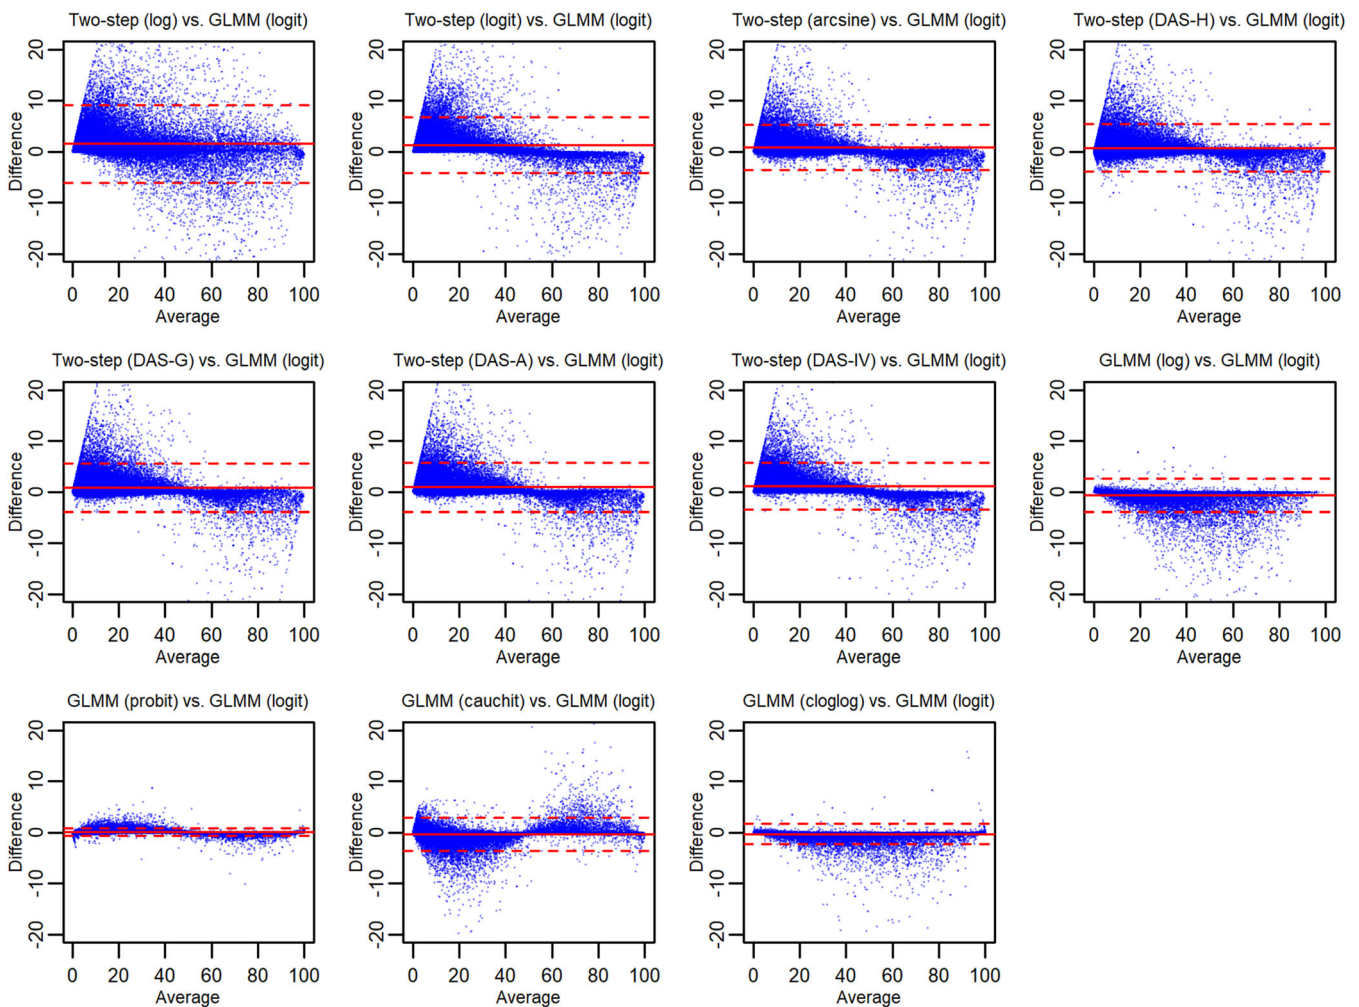 Two-step (log) vs. GLMM (logit)
Difference
20
10
0
-10
-20
0 20 40 60 80 100
Average
Two-step (logit) vs. GLMM (logit)
Difference
20
10
0
-10
-20
0 20 40 60 80 100
Average
Two-step (arcsine) vs. GLMM (logit)
Difference
20
10
0
-10
-20
0 20 40 60 80 100
Average
Two-step (DAS-H) vs. GLMM (logit)
Difference
20
10
0
-10
-20
0 20 40 60 80 100
Average
Two-step (DAS-G) vs. GLMM (logit)
Difference
20
10
0
-10
-20
0 20 40 60 80 100
Average
Two-step (DAS-A) vs. GLMM (logit)
Difference
20
10
0
-10
-20
0 20 40 60 80 100
Average
Two-step (DAS-IV) vs. GLMM (logit)
Difference
20
10
0
-10
-20
0 20 40 60 80 100
Average
GLMM (log) vs. GLMM (logit)
Difference
20
10
0
-10
-20
0 20 40 60 80 100
Average
GLMM (probit) vs. GLMM (logit)
Difference
20
10
0
-10
-20
0 20 40 60 80 100
Average
GLMM (cauchit) vs. GLMM (logit)
Difference
20
10
0
-10
-20
0 20 40 60 80 100
Average
GLMM (cloglog) vs. GLMM (logit)
Difference
20
10
0
-10
-20
0 20 40 60 80 100
Average